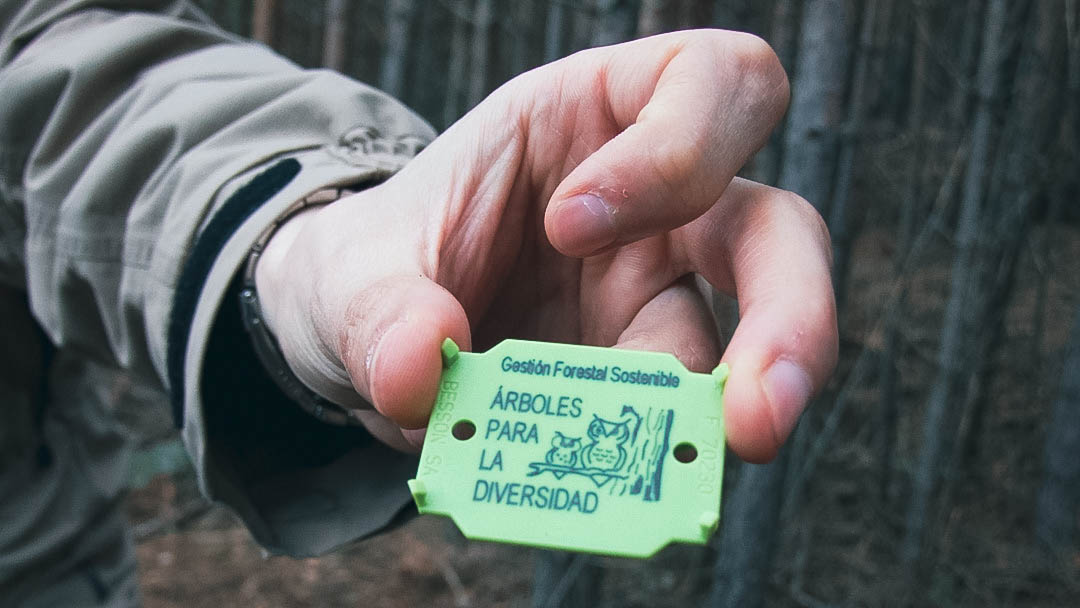 Gestión Forestal Sostenible
ÁRBOLES
PARA
LA
DIVERSIDAD
BESSON SA
F 70230